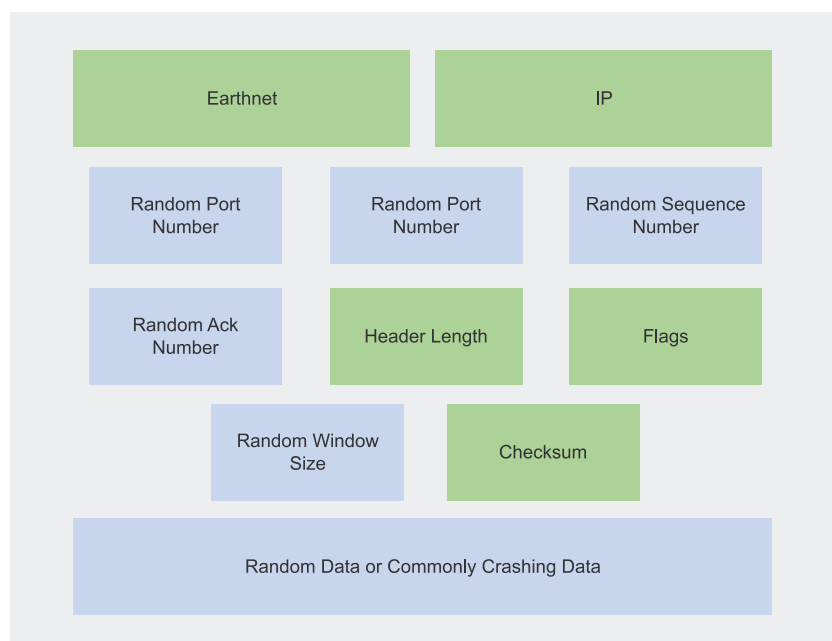 Earthnet
IP
Random Port
Number
Random Port
Number
Random Sequence
Number
Random Ack
Number
Header Length
Flags
Random Window
Size
Checksum
Random Data or Commonly Crashing Data